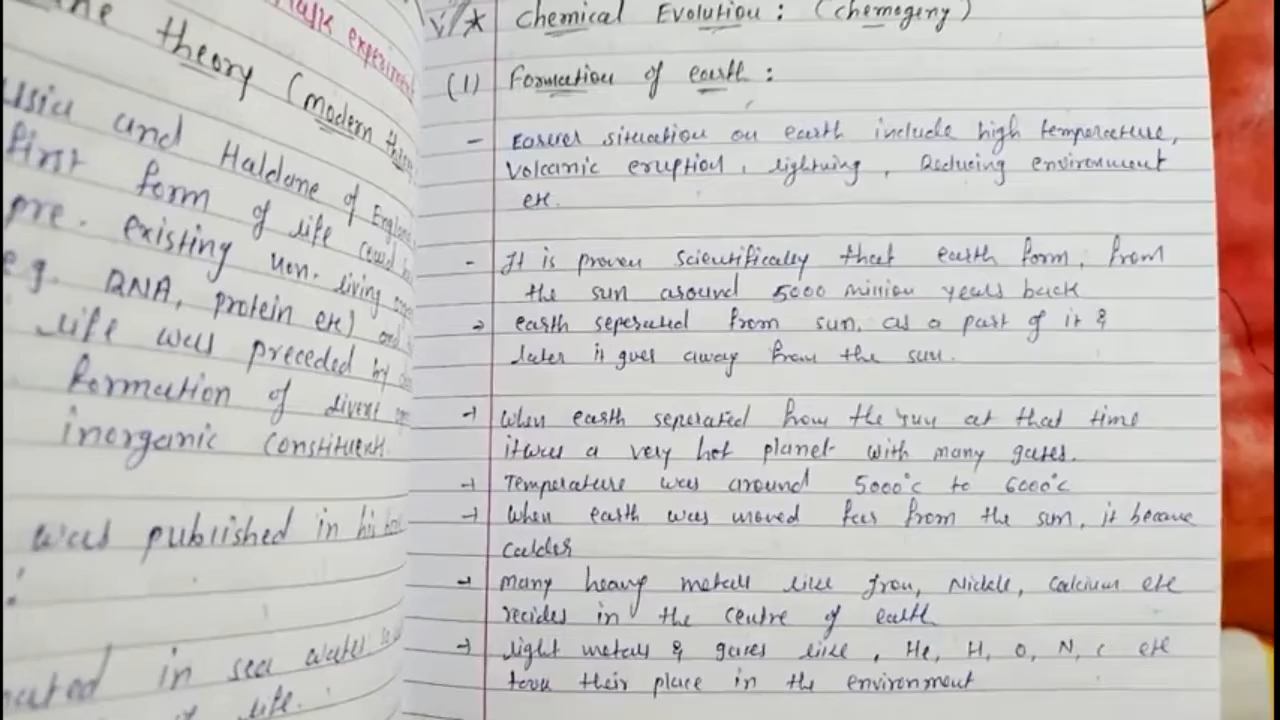 theory (modern
and Haldane of
first form of life could
pre. existing non. living
e.g. RNA, protein etc) and
life was preceded by
formation of divert
inorganic constituent.
was published in his
:
in sea water
life.
V/* Chemical Evolution : (chemogeny)
(1) Formation of earth :
- situation on earth include high temperature,
volcanic eruption, lightning, Reducing environment
etc.
- It is proven scientifically that earth form, from
the sun around 5000 million years back
→ earth seperated from sun, as a part of it &
later it goes away from the sun.
→ when earth seperated from the sun at that time
it was a very hot planet with many gases.
→ Temperature was around 5000°c to 6000°c
→ when earth was moved far from the sun, it became
colder
→ many heavy metals like Iron, Nickle, Calcium etc
recides in the centre of earth
→ light metals & gases like, He, H, O, N, C etc
their place in the environment